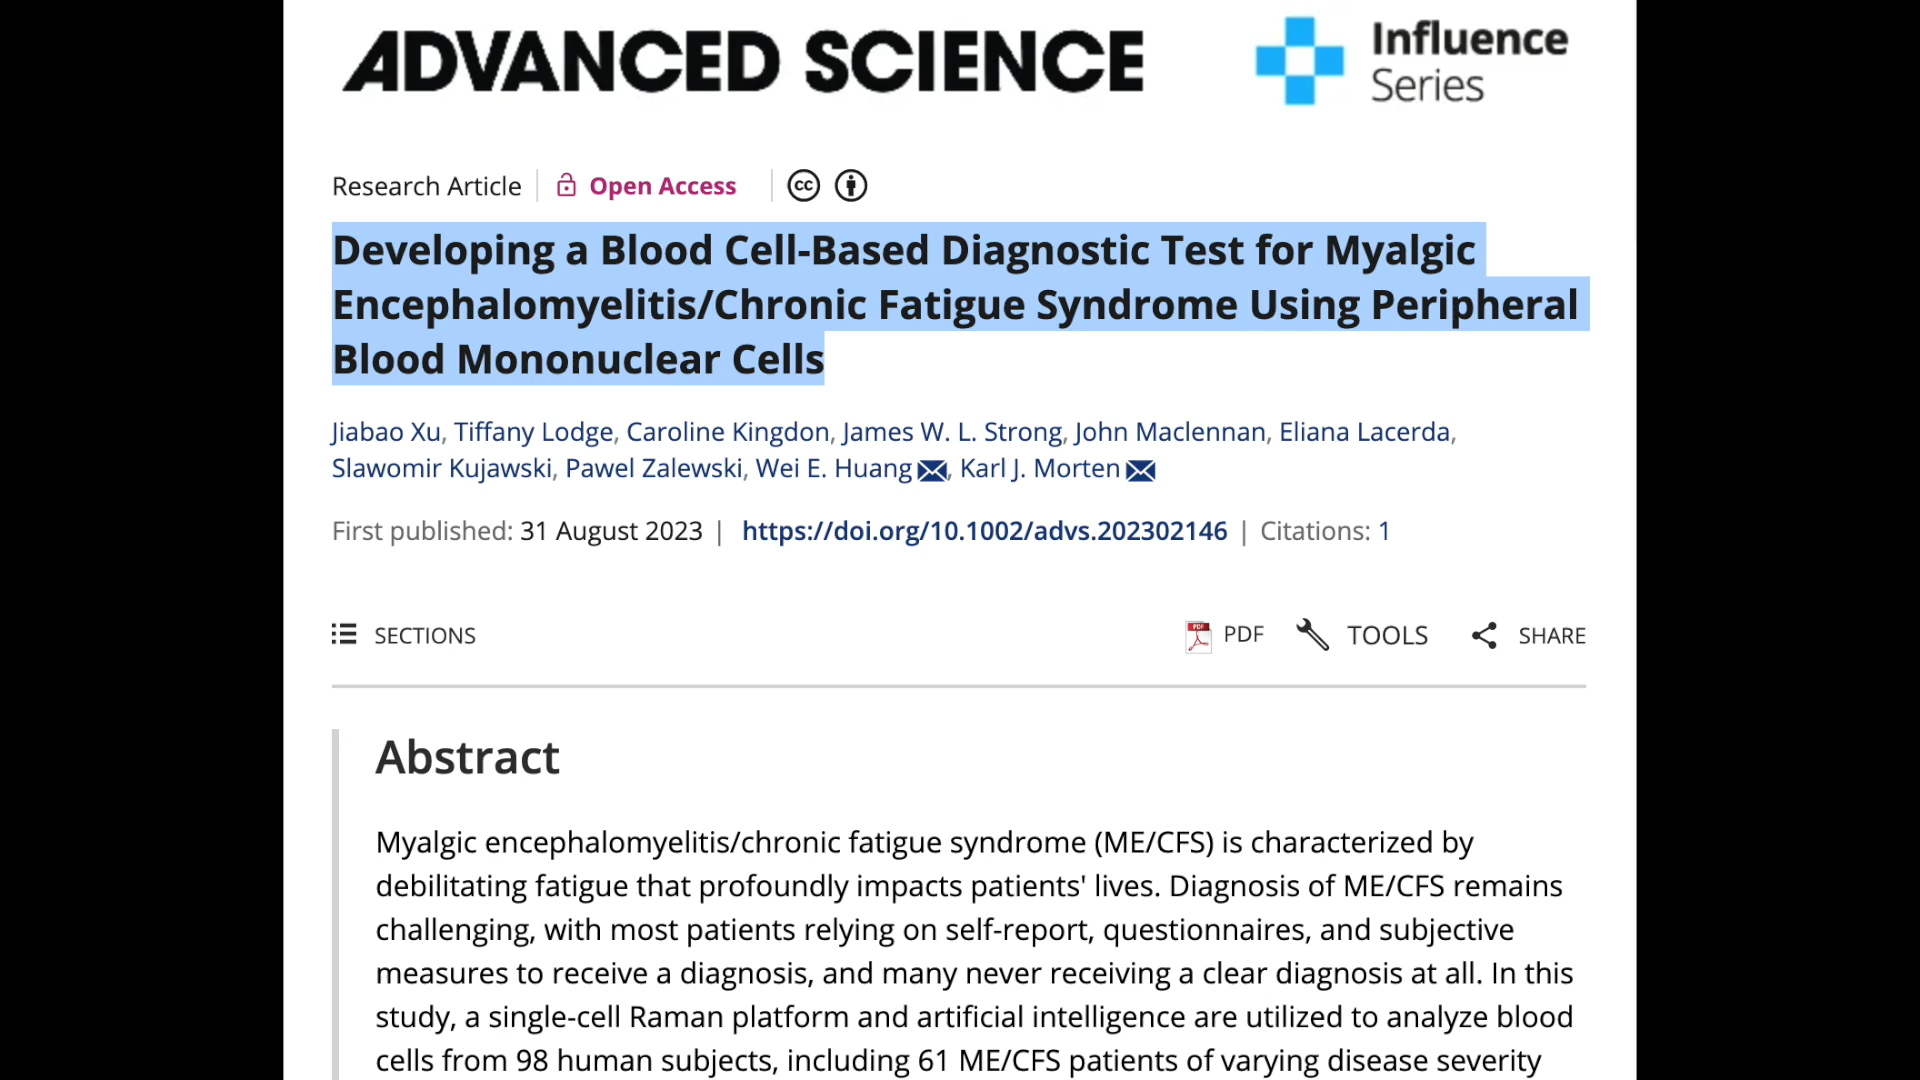 ADVANCED SCIENCE
Influence
Series
Research Article
Open Access
cc
Developing a Blood Cell-Based Diagnostic Test for Myalgic
Encephalomyelitis/Chronic Fatigue Syndrome Using Peripheral
Blood Mononuclear Cells
Jiabao Xu, Tiffany Lodge, Caroline Kingdon, James W. L. Strong, John Maclennan, Eliana Lacerda,
Slawomir Kujawski, Pawel Zalewski, Wei E. Huang, Karl J. Morten
First published: 31 August 2023 | https://doi.org/10.1002/advs.202302146 | Citations: 1
SECTIONS
PDF PDF TOOLS SHARE
Abstract
Myalgic encephalomyelitis/chronic fatigue syndrome (ME/CFS) is characterized by
debilitating fatigue that profoundly impacts patients' lives. Diagnosis of ME/CFS remains
challenging, with most patients relying on self-report, questionnaires, and subjective
measures to receive a diagnosis, and many never receiving a clear diagnosis at all. In this
study, a single-cell Raman platform and artificial intelligence are utilized to analyze blood
cells from 98 human subjects, including 61 ME/CFS patients of varying disease severity